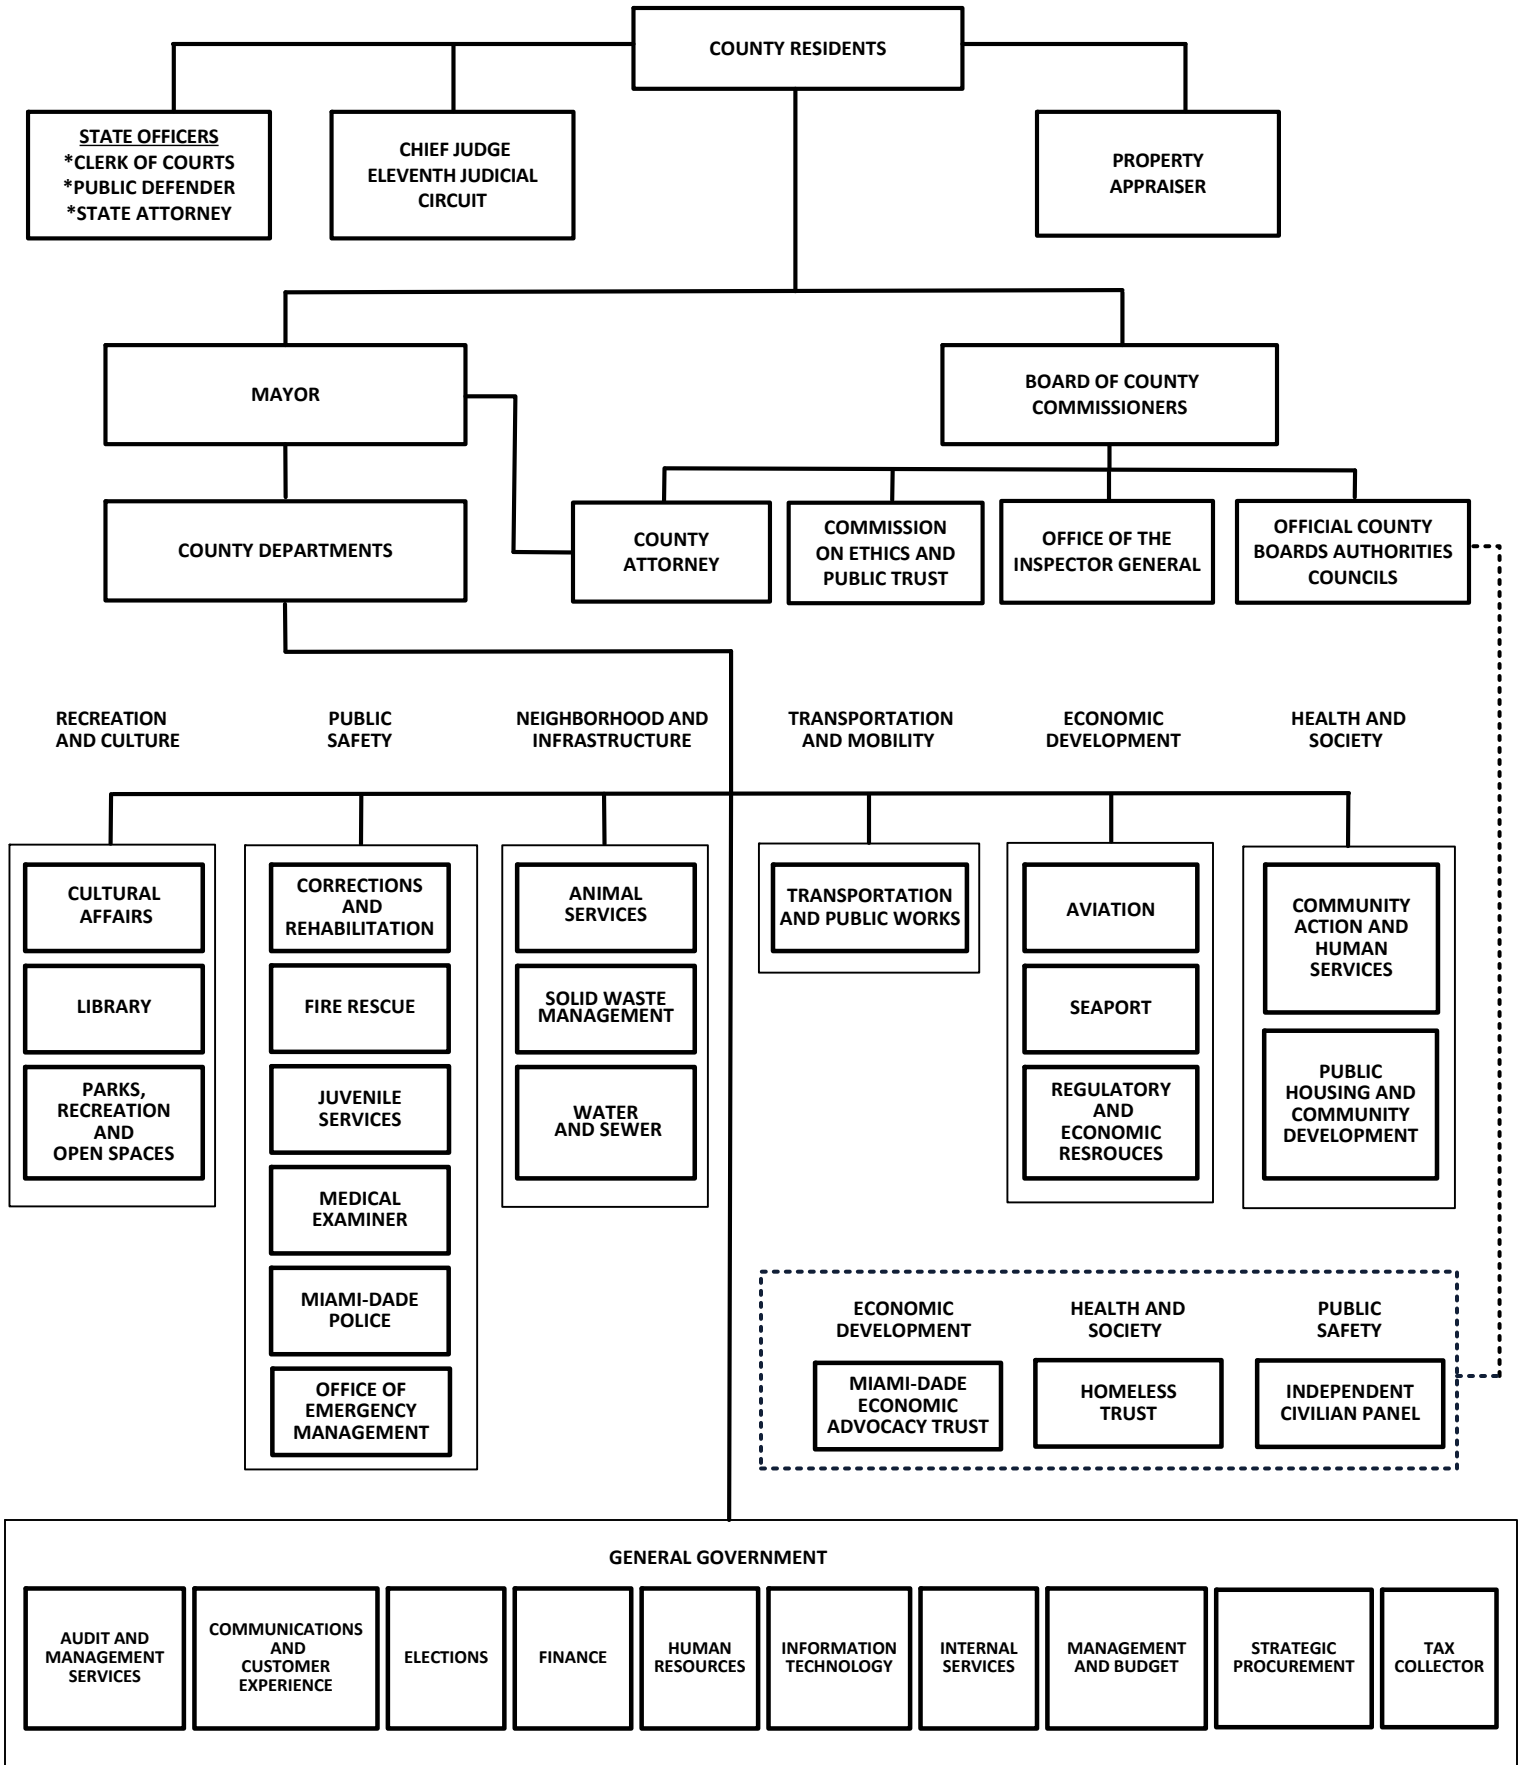 COUNTY RESIDENTS
STATE OFFICERS
*CLERK OF COURTS
*PUBLIC DEFENDER
*STATE ATTORNEY
CHIEF JUDGE
ELEVENTH JUDICIAL
CIRCUIT
PROPERTY
APPRAISER
MAYOR
BOARD OF COUNTY
COMMISSIONERS
COUNTY DEPARTMENTS
COUNTY
ATTORNEY
COMMISSION
ON ETHICS AND
PUBLIC TRUST
OFFICE OF THE
INSPECTOR GENERAL
OFFICIAL COUNTY
BOARDS AUTHORITIES
COUNCILS
RECREATION
AND CULTURE
PUBLIC
SAFETY
NEIGHBORHOOD AND
INFRASTRUCTURE
TRANSPORTATION
AND MOBILITY
ECONOMIC
DEVELOPMENT
HEALTH AND
SOCIETY
CULTURAL
AFFAIRS
LIBRARY
PARKS,
RECREATION
AND
OPEN SPACES
CORRECTIONS
AND
REHABILITATION
FIRE RESCUE
JUVENILE
SERVICES
MEDICAL
EXAMINER
MIAMI-DADE
POLICE
OFFICE OF
EMERGENCY
MANAGEMENT
ANIMAL
SERVICES
SOLID WASTE
MANAGEMENT
WATER
AND SEWER
TRANSPORTATION
AND PUBLIC WORKS
AVIATION
SEAPORT
REGULATORY
AND
ECONOMIC
RESROUCES
COMMUNITY
ACTION AND
HUMAN
SERVICES
PUBLIC
HOUSING AND
COMMUNITY
DEVELOPMENT
ECONOMIC
DEVELOPMENT
HEALTH AND
SOCIETY
PUBLIC
SAFETY
MIAMI-DADE
ECONOMIC
ADVOCACY TRUST
HOMELESS
TRUST
INDEPENDENT
CIVILIAN PANEL
GENERAL GOVERNMENT
AUDIT AND
MANAGEMENT
SERVICES
COMMUNICATIONS
AND
CUSTOMER
EXPERIENCE
ELECTIONS
FINANCE
HUMAN
RESOURCES
INFORMATION
TECHNOLOGY
INTERNAL
SERVICES
MANAGEMENT
AND BUDGET
STRATEGIC
PROCUREMENT
TAX
COLLECTOR